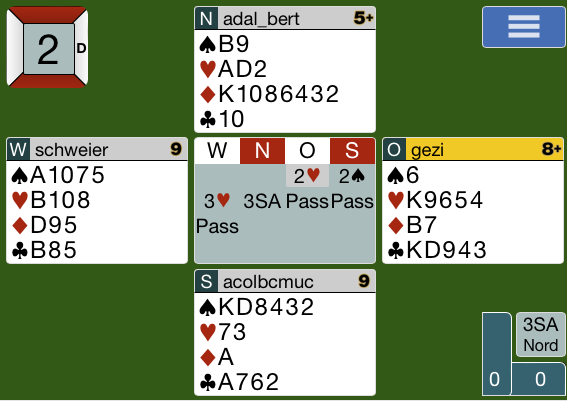 2 D
N adal_bert 5+
♠B9
♥AD2
♦K1086432
♣10
W schweier 9
♠A1075
♥B108
♦D95
♣B85
W N O S
2♥ 2♠
3♥ 3SA Pass Pass
Pass
O gezi 8+
♠6
♥K9654
♦B7
♣KD943
S acolbcmuc 9
♠KD8432
♥73
♦A
♣A762
3SA
Nord
0 0